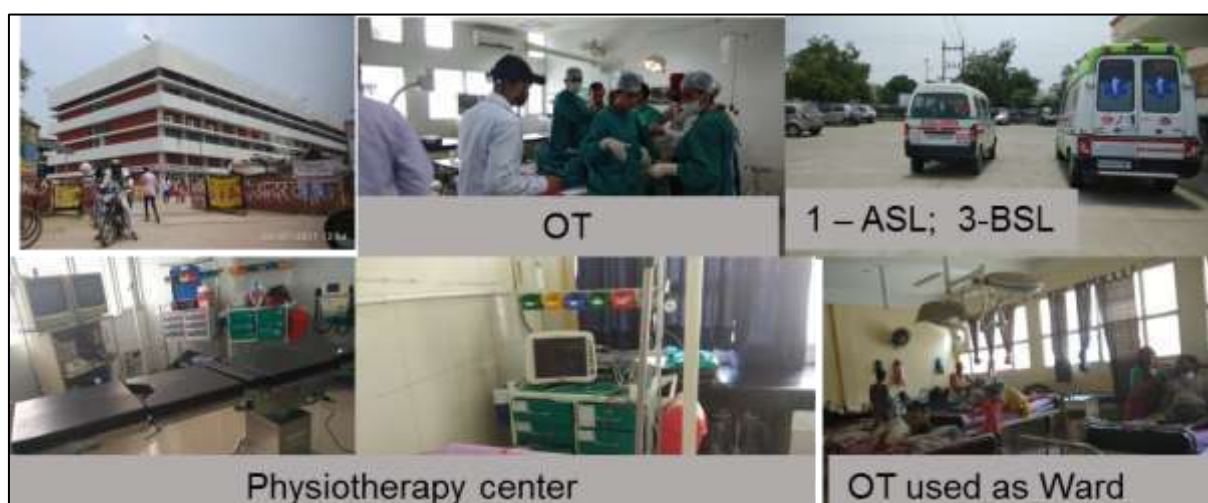 OT
1 – ASL; 3-BSL
Physiotherapy center
OT used as Ward